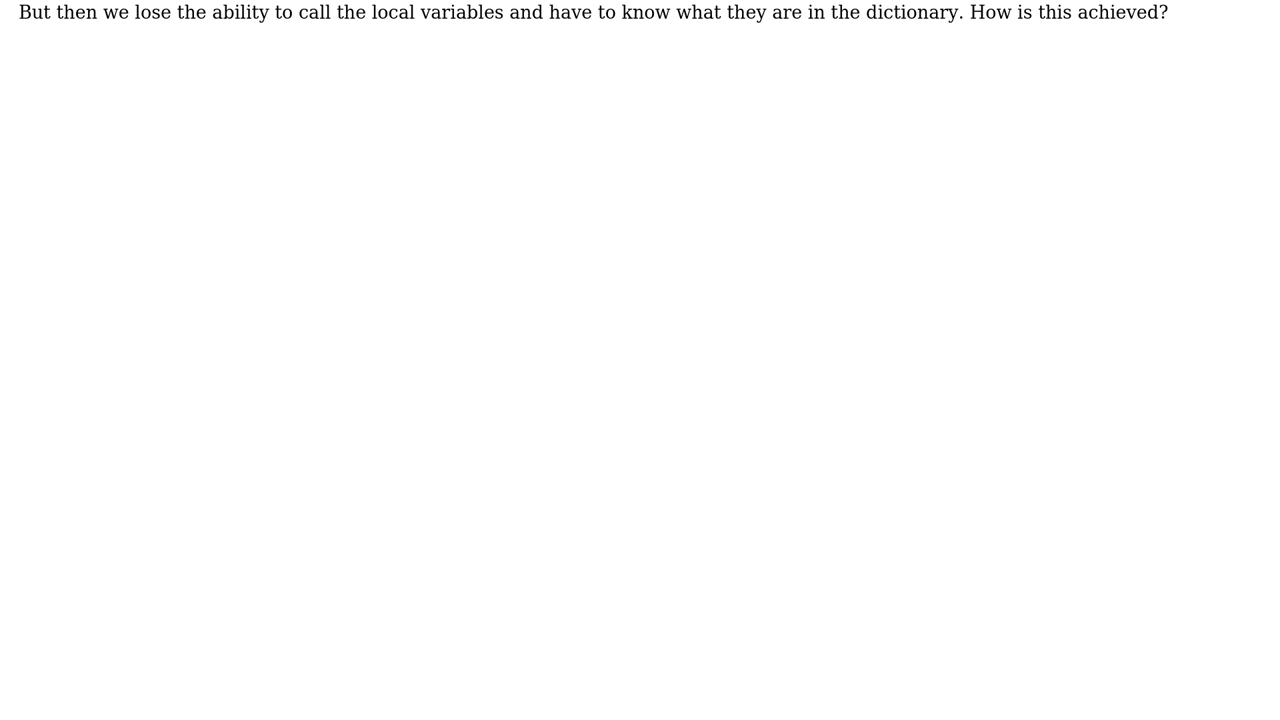 But then we lose the ability to call the local variables and have to know what they are in the dictionary. How is this achieved?